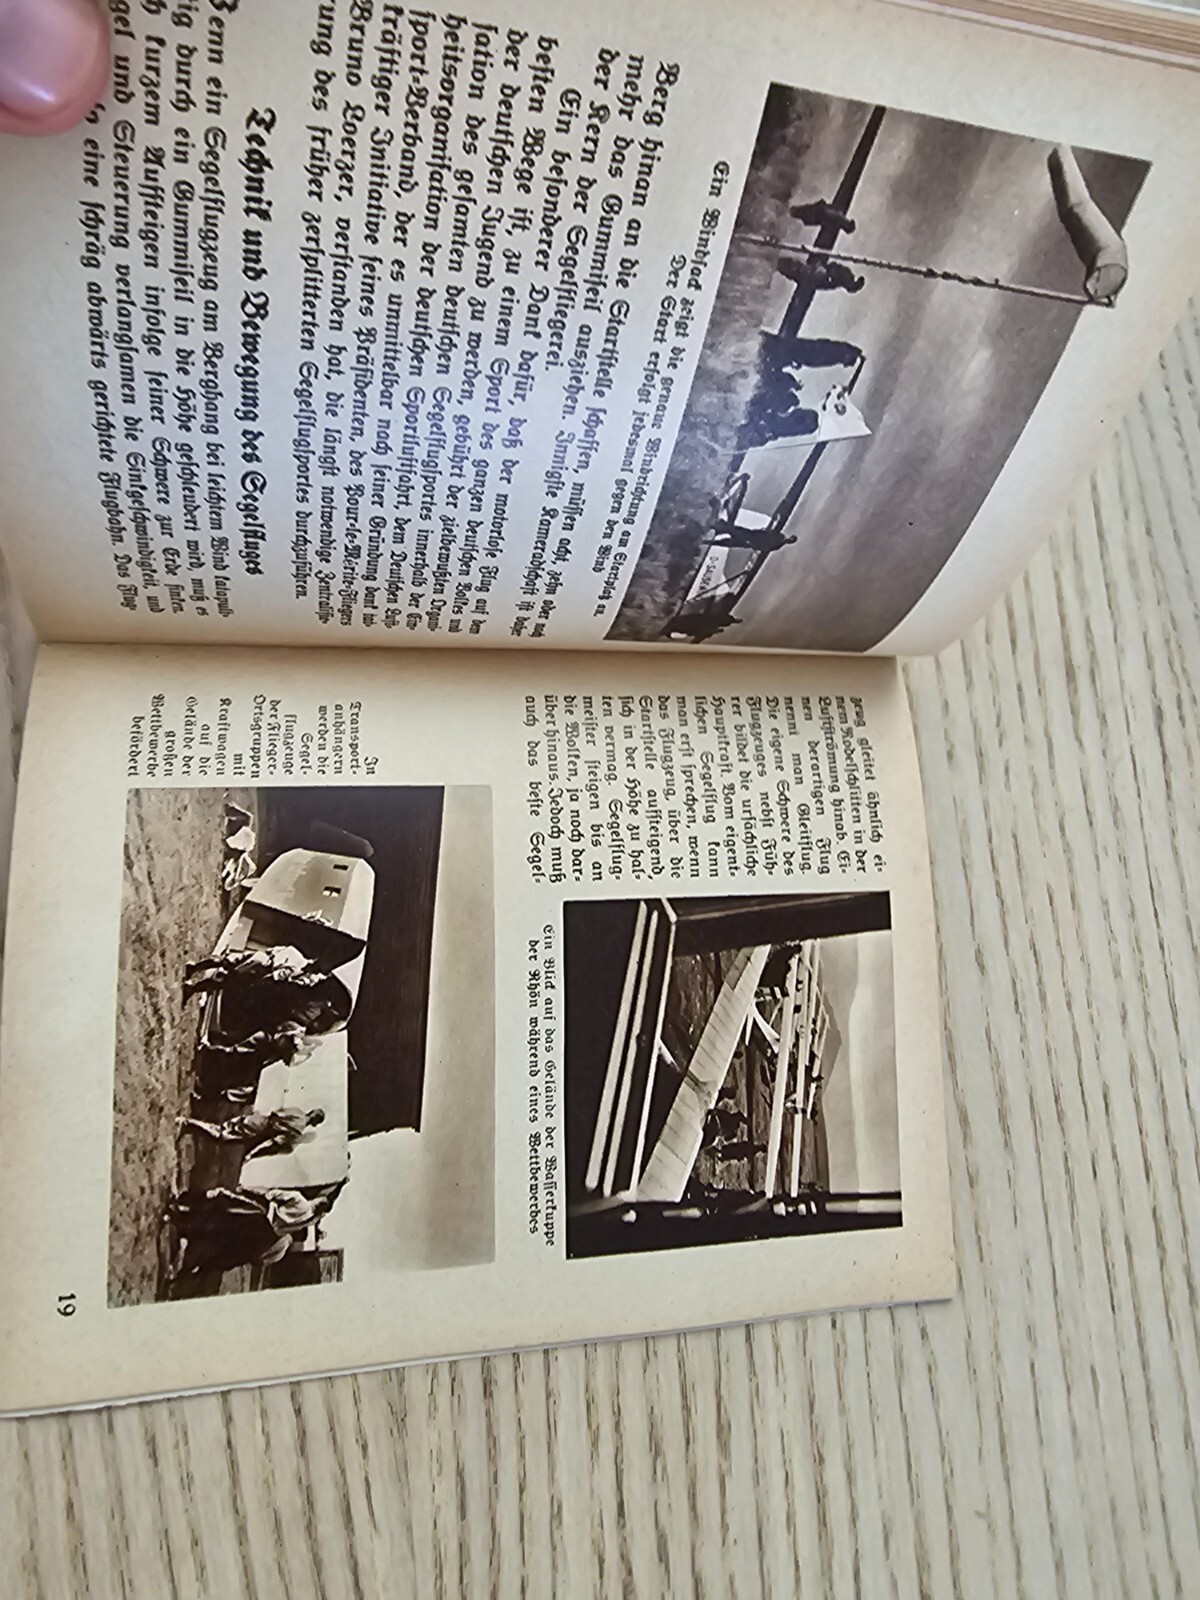 Ein Windsack zeigt die genaue Windrichtung am Startplatz an.
Der Start erfolgt jedesmal gegen den Wind
Berg hinan an die Startstelle schaffen müssen acht, zehn oder noch
mehr das Gummiseil ausziehen. Innigste Kameradschaft ist daher
der Kern der Segelfliegerei.
Ein besonderer Dank dafür, daß der motorlose Flug auf dem
besten Wege ist, zu einem Sport des ganzen deutschen Volkes und
der deutschen Jugend zu werden, gebührt der zielbewußten Organi-
sation des gesamten deutschen Segelflugsportes innerhalb der Ein-
heitsorganisation der deutschen Sportluftfahrt, dem Deutschen Luft-
sport-Verband, der es unmittelbar nach seiner Gründung dank tat-
kräftiger Initiative seines Präsidenten, des Pour-le-Mérite-Fliegers
Bruno Loerzer, verstanden hat, die längst notwendige Zentralisie-
rung des früher zersplitterten Segelflugsportes durchzuführen.
Technik und Bewegung des Segelfluges
Wenn ein Segelflugzeug am Berghang bei leichtem Wind katapult-
tig durch ein Gummiseil in die Höhe geschleudert wird, muß es
kurzem Aufsteigen infolge seiner Schwere zur Erde sinken.
und Steuerung verlangsamen die Sinkgeschwindigkeit, und
eine schräg abwärts gerichtete Flugbahn. Das Flug-
zeug gleitet ähnlich ei-
nem Rodelschlitten in der
Luftströmung hinab. Ei-
nen derartigen Flug
nennt man Gleitflug.
Die eigene Schwere des
Flugzeuges nebst Füh-
rer bildet die ursächliche
Hauptkraft. Vom eigent-
lichen Segelflug kann
man erst sprechen, wenn
das Flugzeug, über die
Startstelle aufsteigend,
sich in der Höhe zu hal-
ten vermag. Segelflug-
meister steigen bis an
die Wolken, ja noch dar-
über hinaus. Jedoch muß
auch das beste Segel-
Ein Blick auf das Gelände der Wasserkuppe
der Rhön während eines Wettbewerbes
In
Transport-
anhängern
werden die
Segel-
flugzeuge
der Flieger-
Ortsgruppen
mit
Kraftwagen
auf die
Gelände der
großen
Wettbewerbe
befördert
19